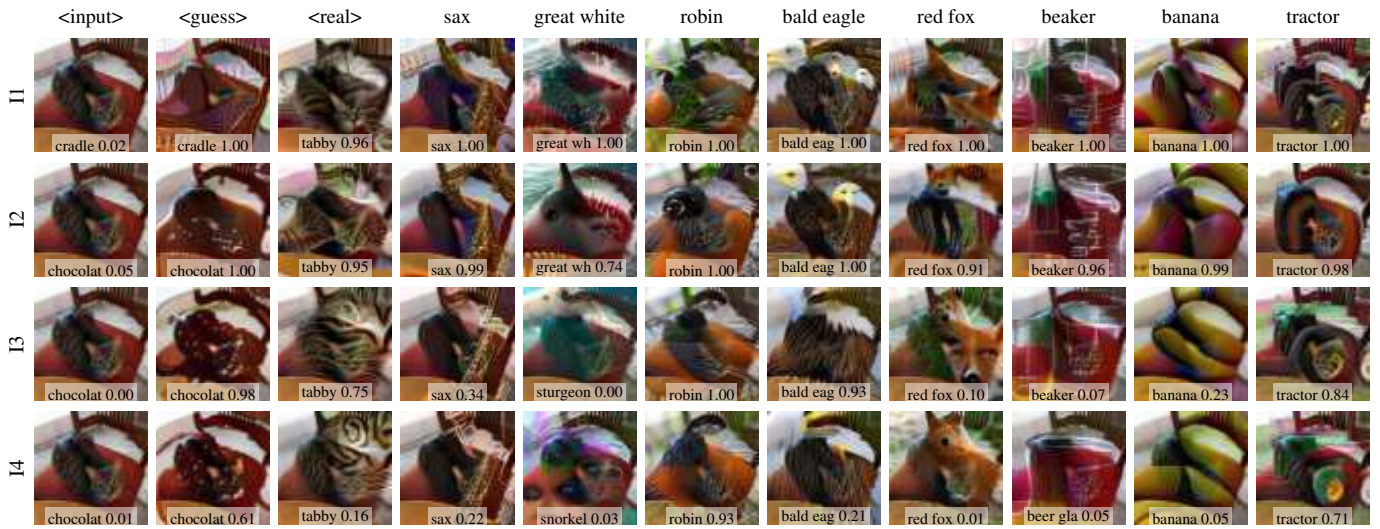 <input> <guess> <real> sax great white robin bald eagle red fox beaker banana tractor
I1
cradle 0.02 cradle 1.00 tabby 0.96 sax 1.00 great wh 1.00 robin 1.00 bald eag 1.00 red fox 1.00 beaker 1.00 banana 1.00 tractor 1.00
I2
chocolat 0.05 chocolat 1.00 tabby 0.95 sax 0.99 great wh 0.74 robin 1.00 bald eag 1.00 red fox 0.91 beaker 0.96 banana 0.99 tractor 0.98
I3
chocolat 0.00 chocolat 0.98 tabby 0.75 sax 0.34 sturgeon 0.00 robin 1.00 bald eag 0.93 red fox 0.10 beaker 0.07 banana 0.23 tractor 0.84
I4
chocolat 0.01 chocolat 0.61 tabby 0.16 sax 0.22 snorkel 0.03 robin 0.93 bald eag 0.21 red fox 0.01 beer gla 0.05 banana 0.05 tractor 0.71